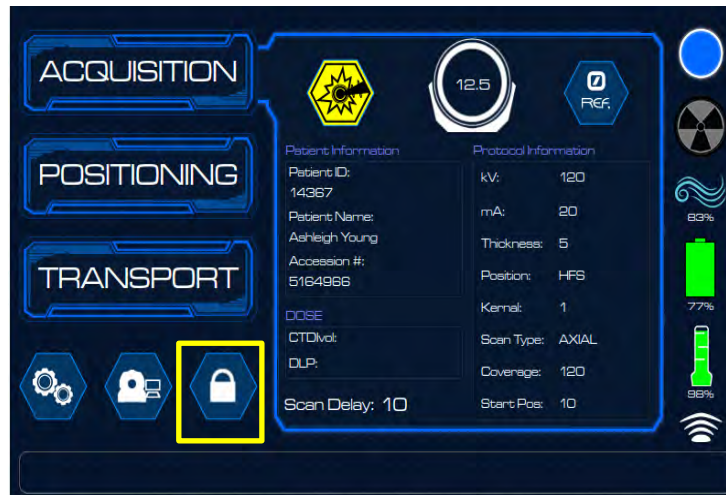 ACQUISITION
POSITIONING
TRANSPORT
12.5
0
REF.
Patient Information
Patient ID:
14367
Patient Name:
Ashleigh Young
Accession #:
5164966
DOSE
CTDIvol:
DLP:
Scan Delay: 10
Protocol Information
kV: 120
mA: 20
Thickness: 5
Position: HFS
Kernal: 1
Scan Type: AXIAL
Coverage: 120
Start Pos: 10
83%
77%
98%